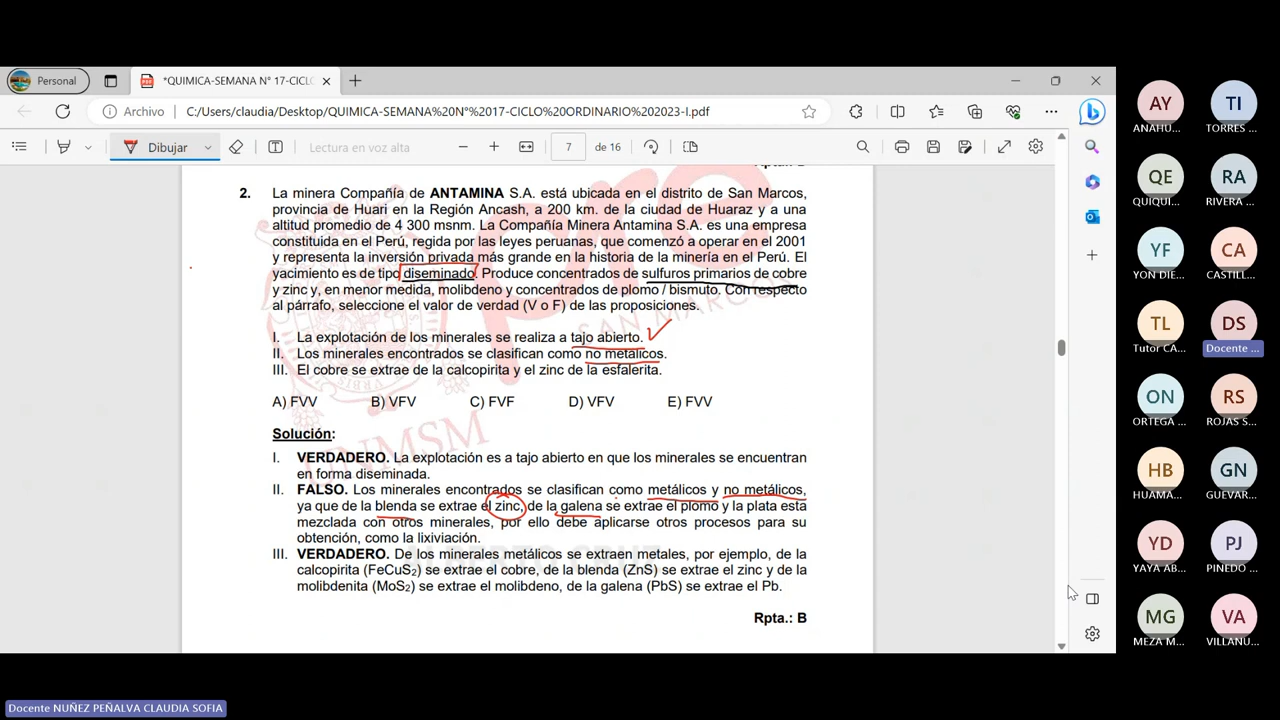 Personal
*QUIMICA-SEMANA N° 17-CICLO
Archivo
C:/Users/claudia/Desktop/QUIMICA-SEMANA%20N°%2017-CICLO%20ORDINARIO%202023-I.pdf
Dibujar
Lectura en voz alta
7
de 16
2. La minera Compañía de ANTAMINA S.A. está ubicada en el distrito de San Marcos,
provincia de Huari en la Región Ancash, a 200 km. de la ciudad de Huaraz y a una
altitud promedio de 4 300 msnm. La Compañía Minera Antamina S.A. es una empresa
constituida en el Perú, regida por las leyes peruanas, que comenzó a operar en el 2001
y representa la inversión privada más grande en la historia de la minería en el Perú. El
yacimiento es de tipo diseminado. Produce concentrados de sulfuros primarios de cobre
y zinc y, en menor medida, molibdeno y concentrados de plomo / bismuto. Con respecto
al párrafo, seleccione el valor de verdad (V o F) de las proposiciones.
I. La explotación de los minerales se realiza a tajo abierto.
II. Los minerales encontrados se clasifican como no metálicos.
III. El cobre se extrae de la calcopirita y el zinc de la esfalerita.
A) FVV B) VFV C) FVF D) VFV E) FVV
Solución:
I. VERDADERO. La explotación es a tajo abierto en que los minerales se encuentran
en forma diseminada.
II. FALSO. Los minerales encontrados se clasifican como metálicos y no metálicos,
ya que de la blenda se extrae el zinc, de la galena se extrae el plomo y la plata esta
mezclada con otros minerales, por ello debe aplicarse otros procesos para su
obtención, como la lixiviación.
III. VERDADERO. De los minerales metálicos se extraen metales, por ejemplo, de la
calcopirita (FeCuS2) se extrae el cobre, de la blenda (ZnS) se extrae el zinc y de la
molibdenita (MoS2) se extrae el molibdeno, de la galena (PbS) se extrae el Pb.
Rpta.: B
pre
SAN MARCOS
UNMSM
AY
ANAHU...
TI
TORRES ...
QE
QUIQUI...
RA
RIVERA ...
YF
YON DIE...
CA
CASTILL...
TL
Tutor CA...
DS
Docente ...
ON
ORTEGA ...
RS
ROJAS S...
HB
HUAMA...
GN
GUEVAR...
YD
YAYA AB...
PJ
PINEDO ...
MG
MEZA M...
VA
VILLANU...
Docente NUÑEZ PEÑALVA CLAUDIA SOFIA